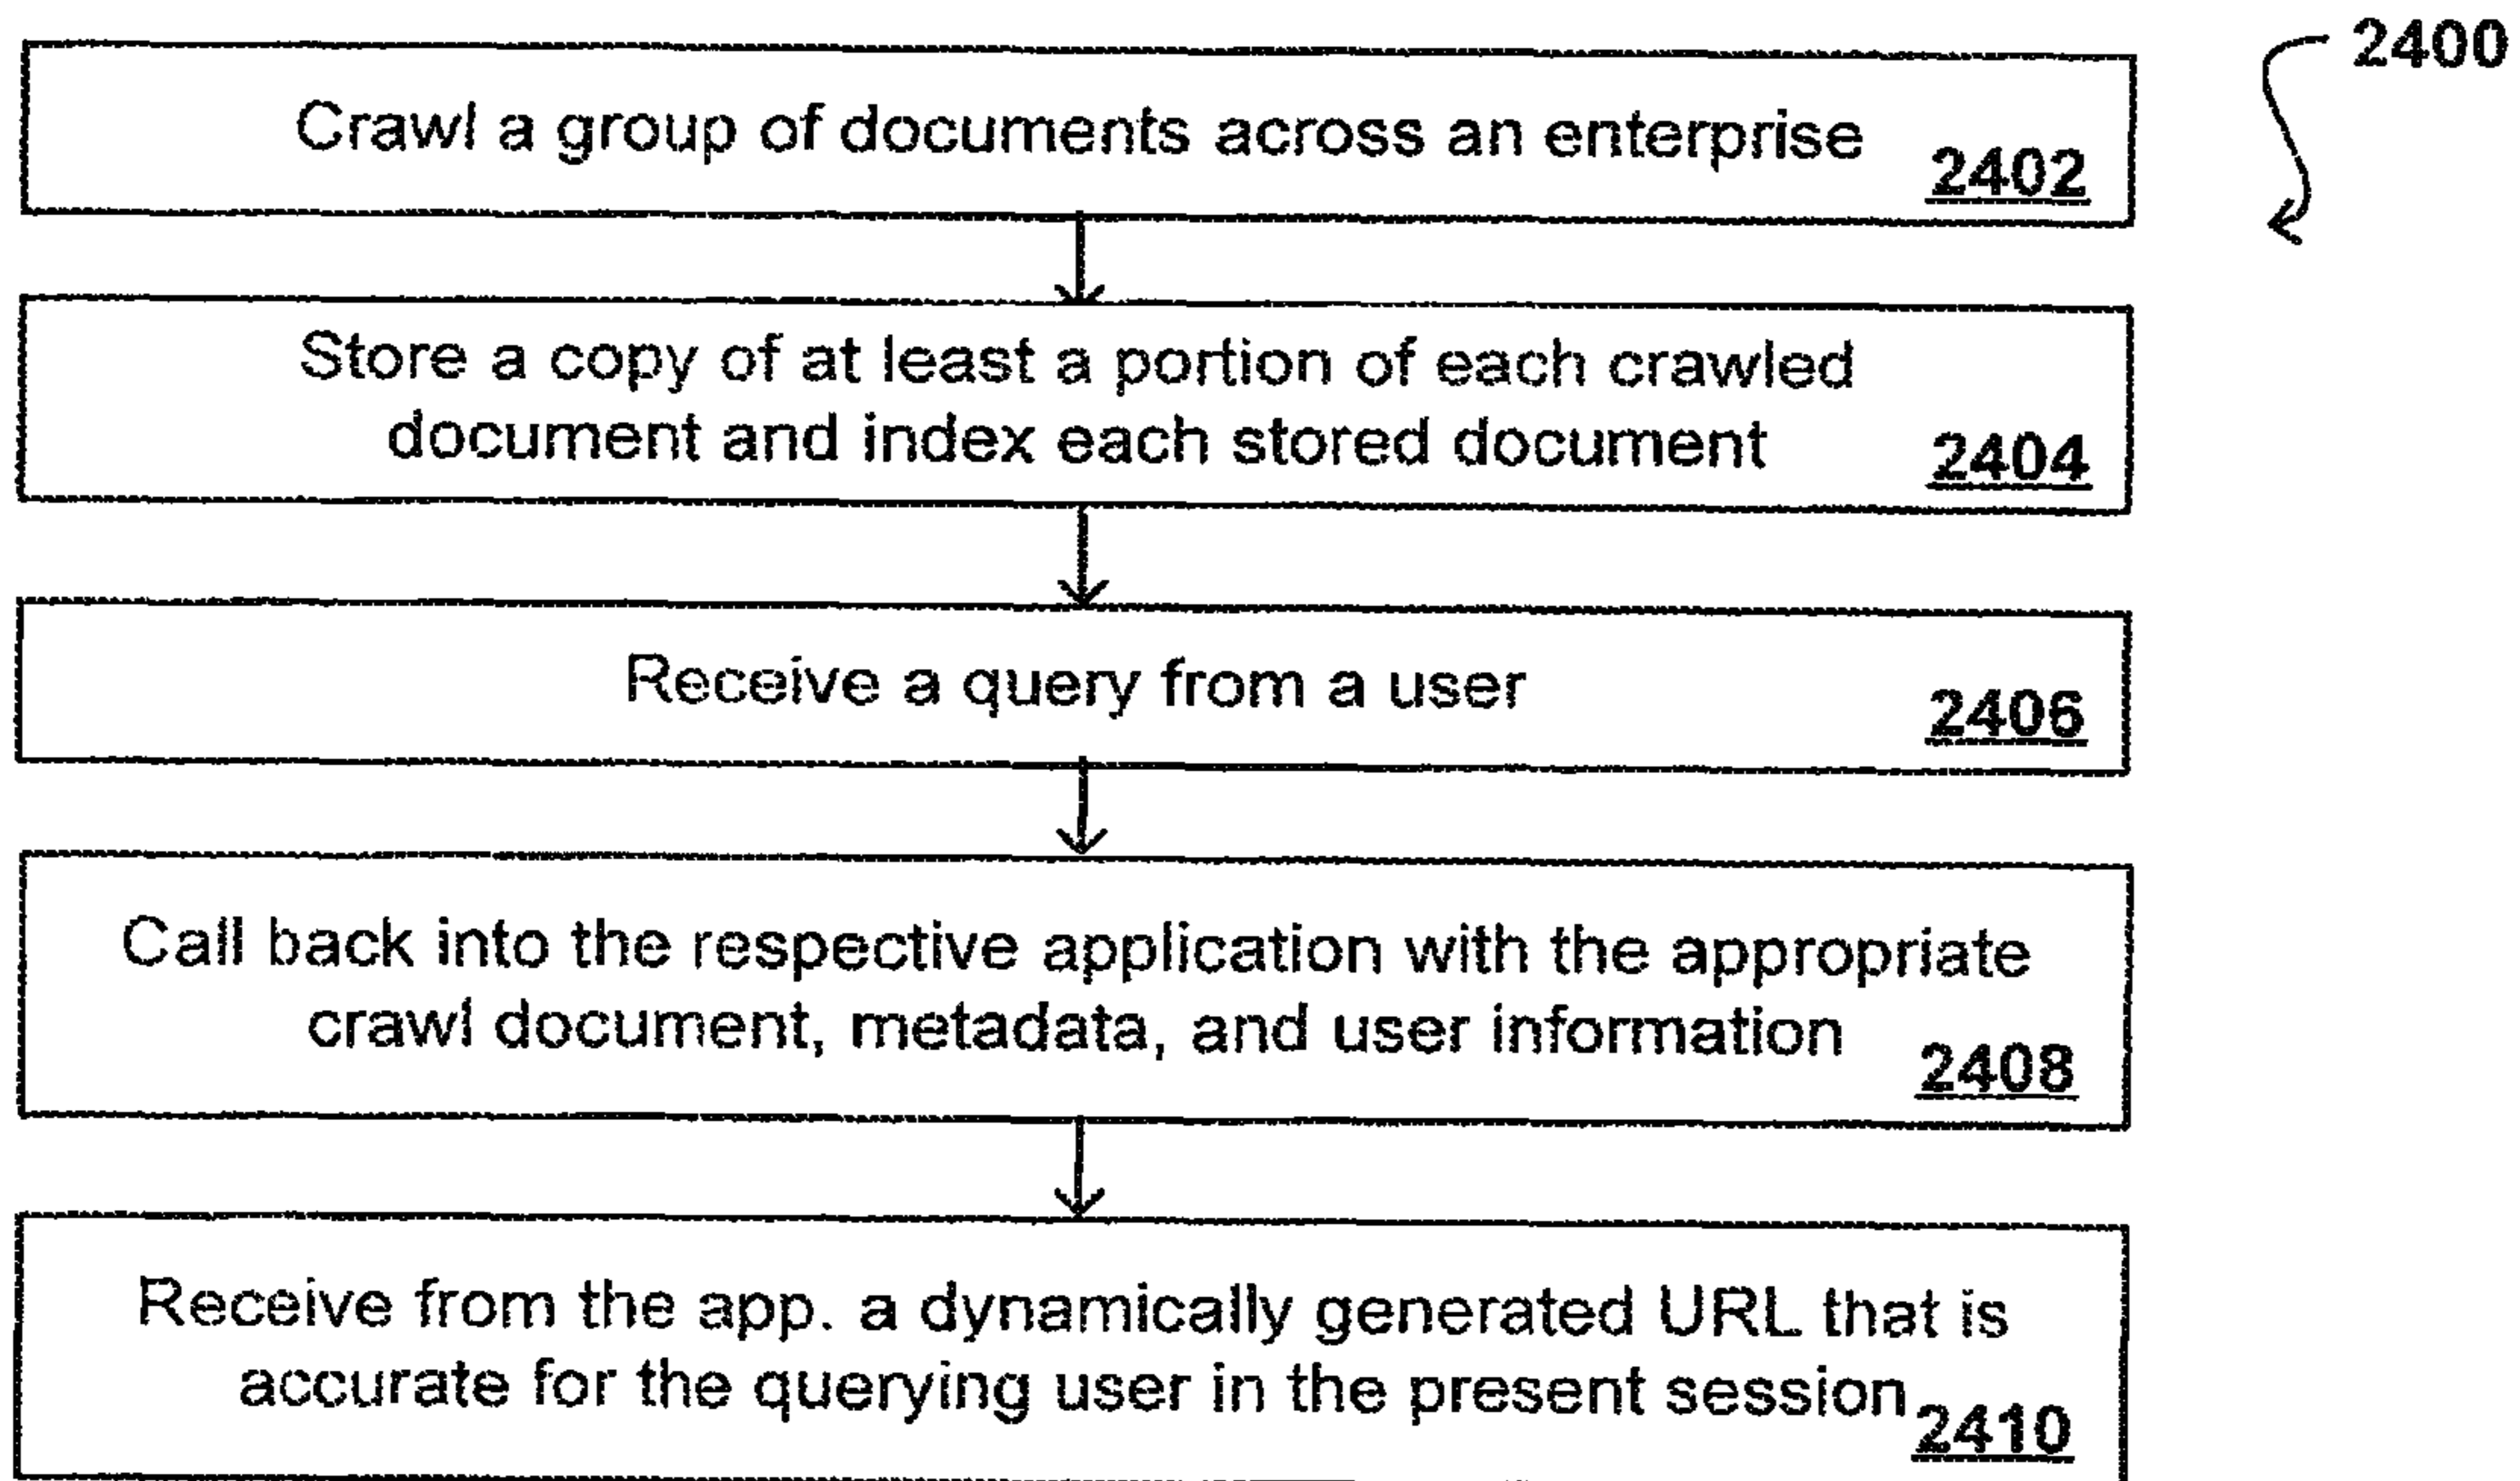 2400
Crawl a group of documents across an enterprise
2402
Store a copy of at least a portion of each crawled
document and index each stored document
2404
Receive a query from a user
2406
Call back into the respective application with the appropriate
crawl document, metadata, and user information
2408
Receive from the app. a dynamically generated URL that is
accurate for the querying user in the present session
2410